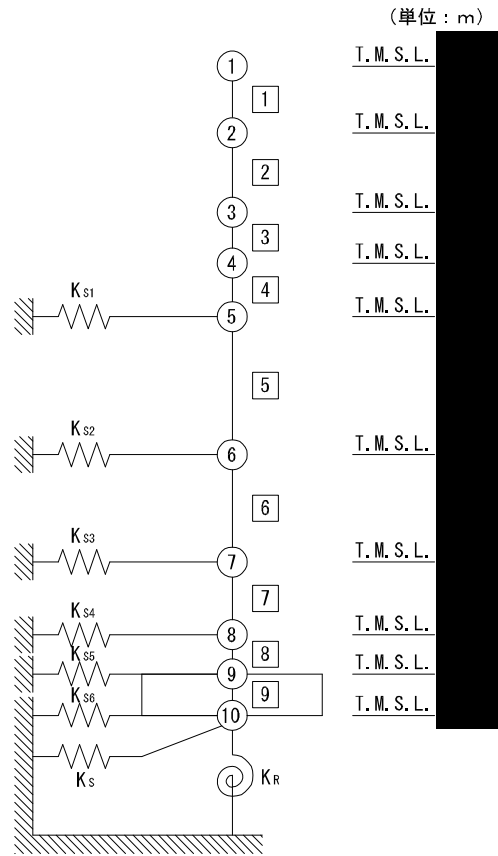 (単位:m)
① T.M.S.L.
1
② T.M.S.L.
2
③ T.M.S.L.
3
④ T.M.S.L.
4
KS1 ⑤ T.M.S.L.
5
KS2 ⑥ T.M.S.L.
6
KS3 ⑦ T.M.S.L.
7
KS4 ⑧ T.M.S.L.
8
KS5 ⑨ T.M.S.L.
9
KS6 ⑩ T.M.S.L.
KS KR